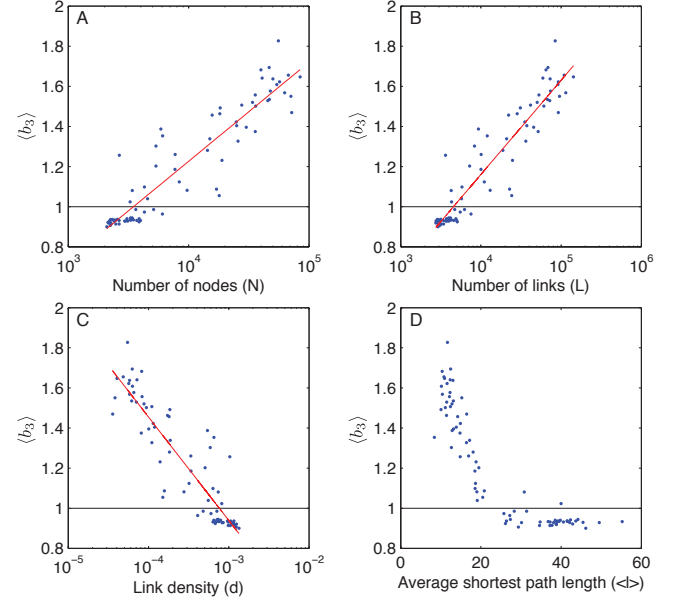 A
⟨b₃⟩
2
1.8
1.6
1.4
1.2
1
0.8
10³ 10⁴ 10⁵
Number of nodes (N)
B
⟨b₃⟩
2
1.8
1.6
1.4
1.2
1
0.8
10³ 10⁴ 10⁵ 10⁶
Number of links (L)
C
⟨b₃⟩
2
1.8
1.6
1.4
1.2
1
0.8
10⁻⁵ 10⁻⁴ 10⁻³ 10⁻²
Link density (d)
D
⟨b₃⟩
2
1.8
1.6
1.4
1.2
1
0.8
0 20 40 60
Average shortest path length (<l>)